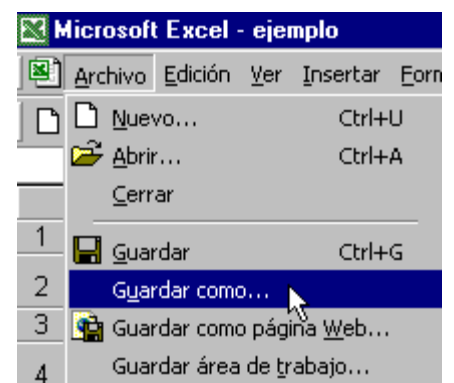 Microsoft Excel - ejemplo
Archivo Edición Ver Insertar Form
Nuevo... Ctrl+U
Abrir... Ctrl+A
Cerrar
1
Guardar Ctrl+G
2 Guardar como...
3 Guardar como página Web...
4 Guardar área de trabajo...